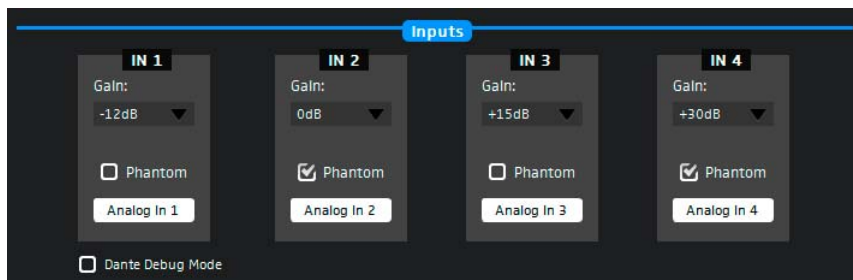 Inputs
IN 1
Gain:
-12dB
Phantom
Analog In 1
IN 2
Gain:
0dB
Phantom
Analog In 2
IN 3
Gain:
+15dB
Phantom
Analog In 3
IN 4
Gain:
+30dB
Phantom
Analog In 4
Dante Debug Mode